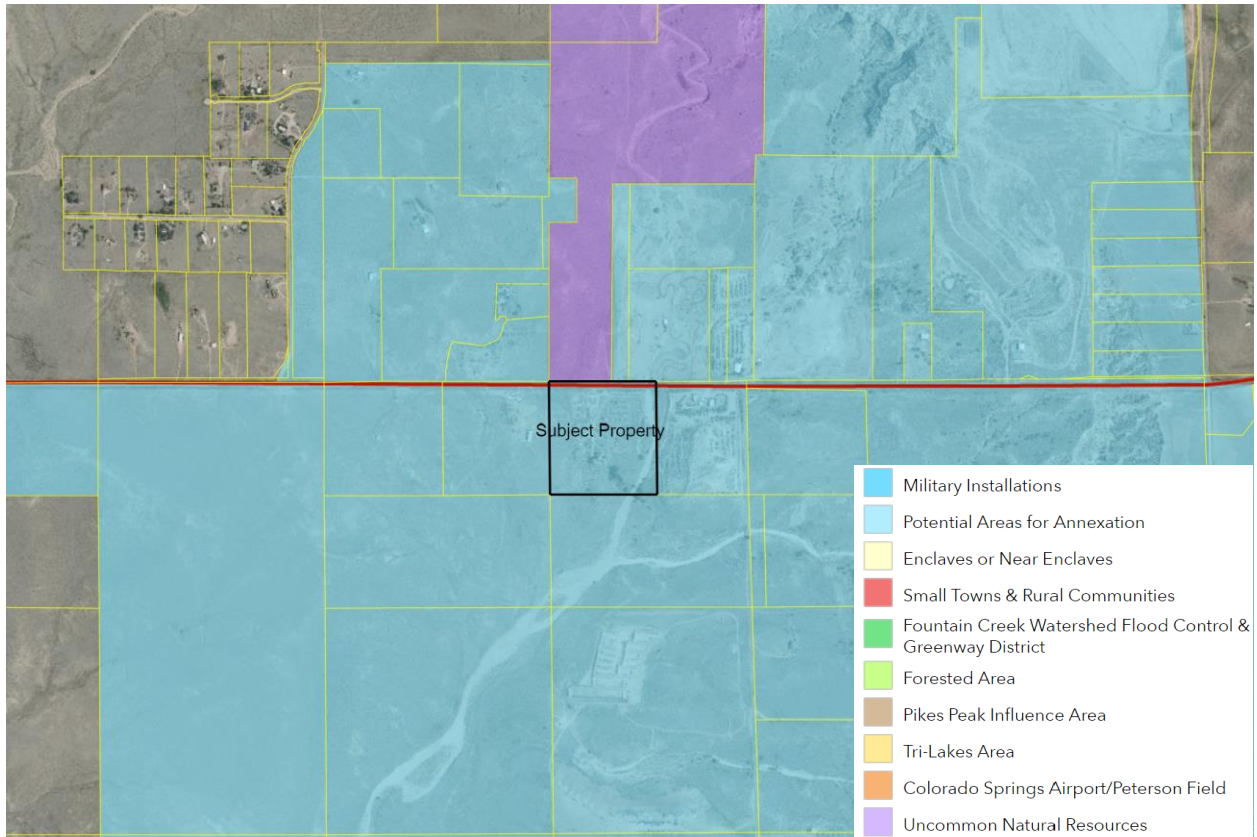 Subject Property
Military Installations
Potential Areas for Annexation
Enclaves or Near Enclaves
Small Towns & Rural Communities
Fountain Creek Watershed Flood Control &
Greenway District
Forested Area
Pikes Peak Influence Area
Tri-Lakes Area
Colorado Springs Airport/Peterson Field
Uncommon Natural Resources